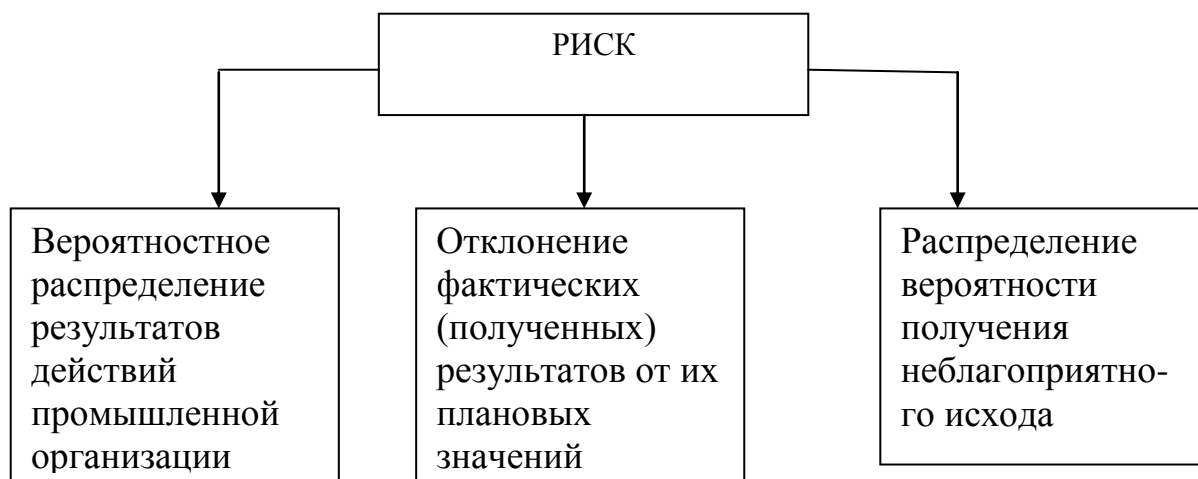 РИСК
Вероятностное
распределение
результатов
действий
промышленной
организации
Отклонение
фактических
(полученных)
результатов от их
плановых
значений
Распределение
вероятности
получения
неблагоприятно-
го исхода